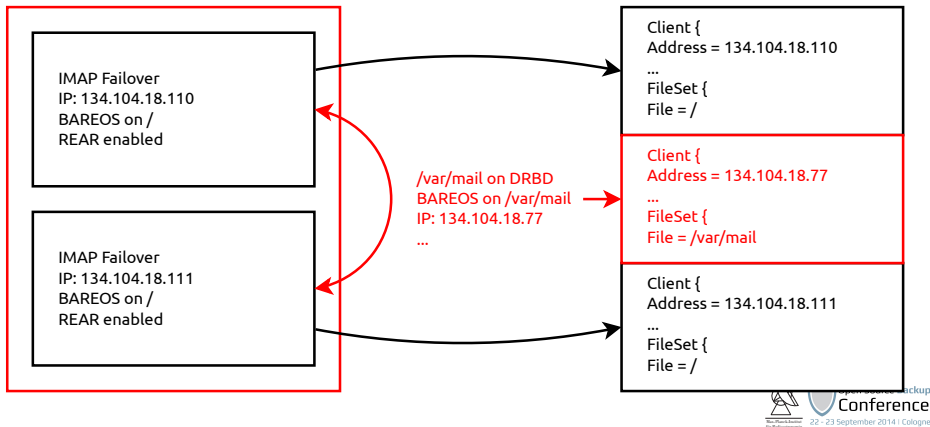 IMAP Failover
IP: 134.104.18.110
BAREOS on /
REAR enabled
IMAP Failover
IP: 134.104.18.111
BAREOS on /
REAR enabled
/var/mail on DRBD
BAREOS on /var/mail
IP: 134.104.18.77
...
Client {
Address = 134.104.18.110
...
FileSet {
File = /
Client {
Address = 134.104.18.77
...
FileSet {
File = /var/mail
Client {
Address = 134.104.18.111
...
FileSet {
File = /
Conference
22 - 23 September 2014 | Cologne